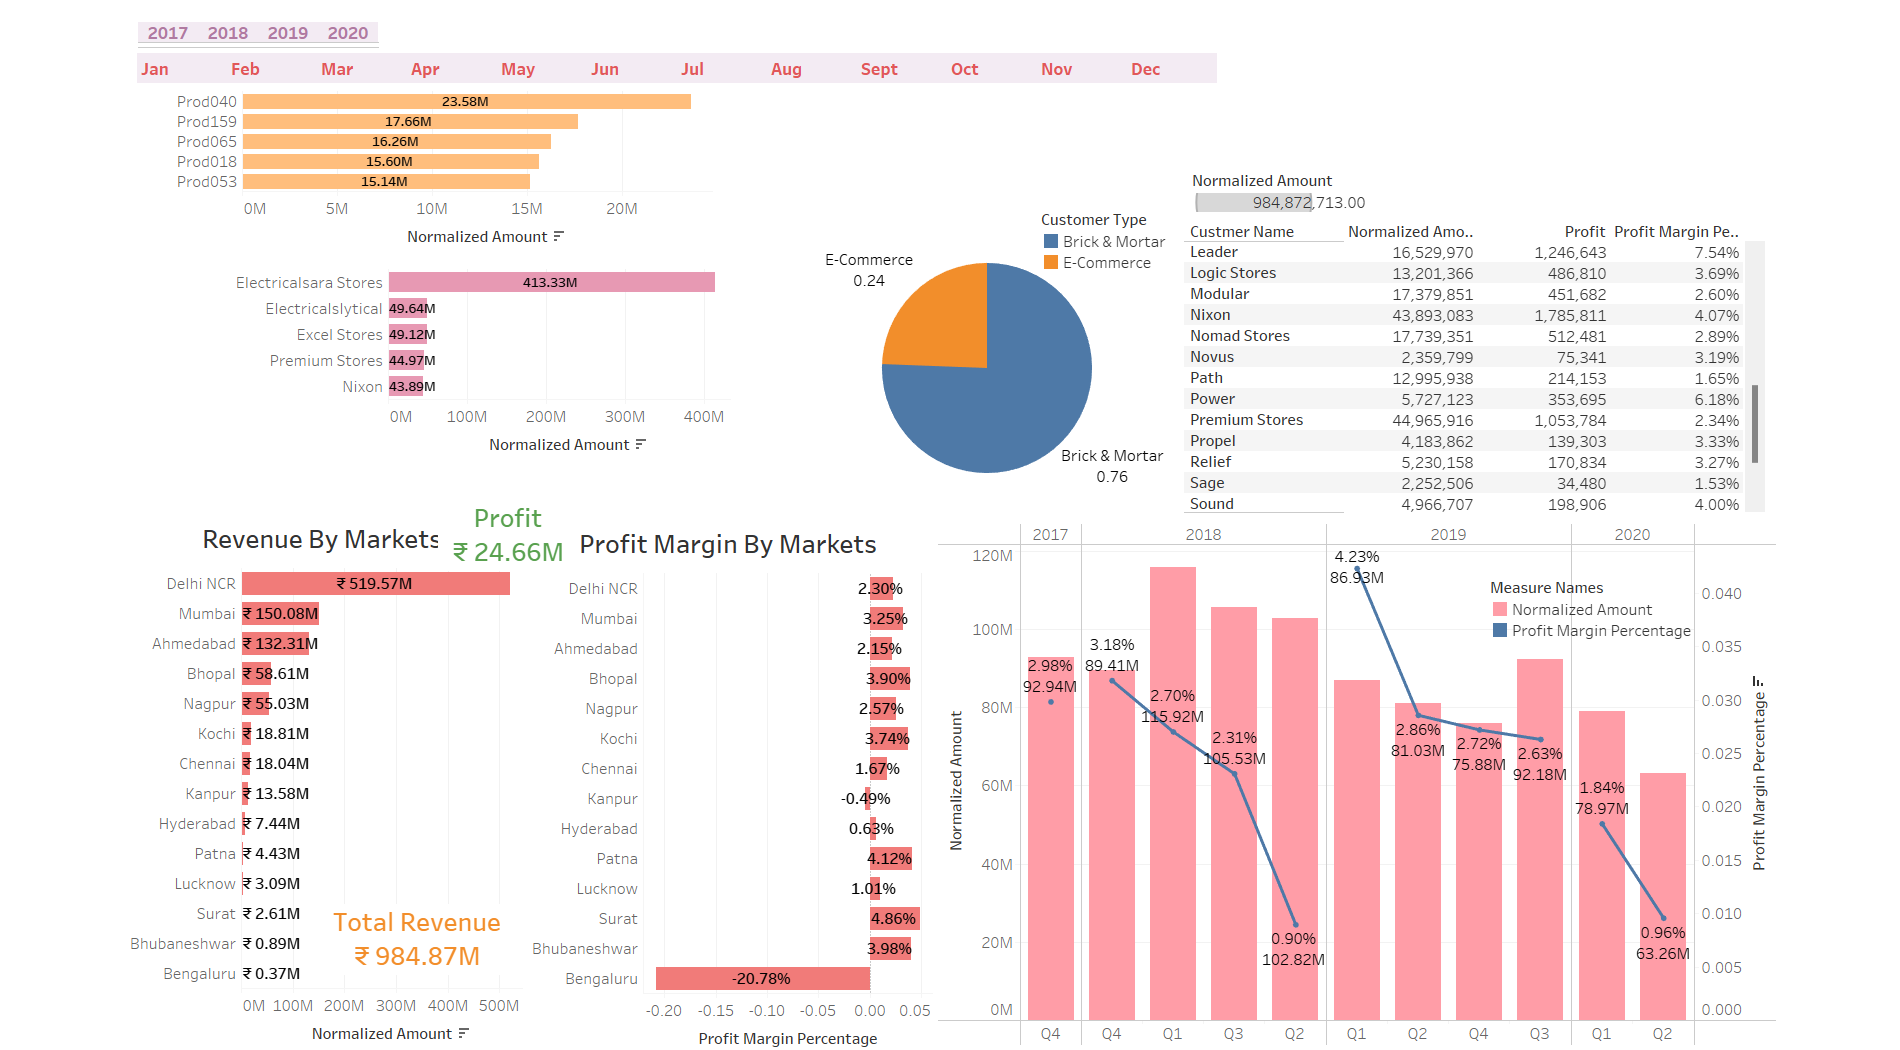 2017 2018 2019 2020
Jan Feb Mar Apr May Jun Jul Aug Sept Oct Nov Dec
Prod040 23.58M
Prod159 17.66M
Prod065 16.26M
Prod018 15.60M
Prod053 15.14M
0M 5M 10M 15M 20M
Normalized Amount
Electricalsara Stores 413.33M
Electricalslytical 49.64M
Excel Stores 49.12M
Premium Stores 44.97M
Nixon 43.89M
0M 100M 200M 300M 400M
Normalized Amount
Customer Type
Brick & Mortar
E-Commerce
E-Commerce
0.24
Brick & Mortar
0.76
Normalized Amount
984,872,713.00
Custmer Name Normalized Amo.. Profit Profit Margin Pe..
Leader 16,529,970 1,246,643 7.54%
Logic Stores 13,201,366 486,810 3.69%
Modular 17,379,851 451,682 2.60%
Nixon 43,893,083 1,785,811 4.07%
Nomad Stores 17,739,351 512,481 2.89%
Novus 2,359,799 75,341 3.19%
Path 12,995,938 214,153 1.65%
Power 5,727,123 353,695 6.18%
Premium Stores 44,965,916 1,053,784 2.34%
Propel 4,183,862 139,303 3.33%
Relief 5,230,158 170,834 3.27%
Sage 2,252,506 34,480 1.53%
Sound 4,966,707 198,906 4.00%
Revenue By Markets
Profit
₹ 24.66M
Delhi NCR ₹ 519.57M
Mumbai ₹ 150.08M
Ahmedabad ₹ 132.31M
Bhopal ₹ 58.61M
Nagpur ₹ 55.03M
Kochi ₹ 18.81M
Chennai ₹ 18.04M
Kanpur ₹ 13.58M
Hyderabad ₹ 7.44M
Patna ₹ 4.43M
Lucknow ₹ 3.09M
Surat ₹ 2.61M
Bhubaneshwar ₹ 0.89M
Bengaluru ₹ 0.37M
Total Revenue
₹ 984.87M
0M 100M 200M 300M 400M 500M
Normalized Amount
Profit Margin By Markets
Delhi NCR 2.30%
Mumbai 3.25%
Ahmedabad 2.15%
Bhopal 3.90%
Nagpur 2.57%
Kochi 3.74%
Chennai 1.67%
Kanpur -0.49%
Hyderabad 0.63%
Patna 4.12%
Lucknow 1.01%
Surat 4.86%
Bhubaneshwar 3.98%
Bengaluru -20.78%
-0.20 -0.15 -0.10 -0.05 0.00 0.05
Profit Margin Percentage
2017 2018 2019 2020
Normalized Amount
120M
100M
80M
60M
40M
20M
0M
2.98%
92.94M
3.18%
89.41M
2.70%
115.92M
2.31%
105.53M
0.90%
102.82M
4.23%
86.93M
2.86%
81.03M
2.72%
75.88M
2.63%
92.18M
1.84%
78.97M
0.96%
63.26M
Measure Names
Normalized Amount
Profit Margin Percentage
0.040
0.035
0.030
0.025
0.020
0.015
0.010
0.005
0.000
Profit Margin Percentage
Q4 Q4 Q1 Q3 Q2 Q1 Q2 Q4 Q3 Q1 Q2